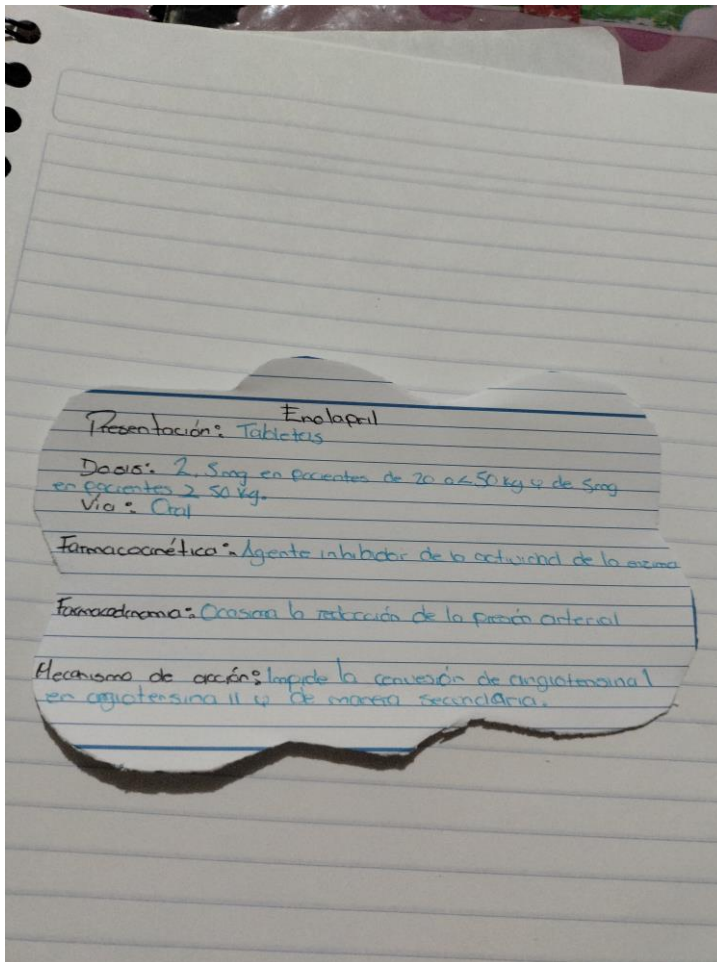 Enalapril
Presentación: Tabletas
Dosis: 2.5mg en pacientes de 20 a < 50 kg y de 5mg
en pacientes ≥ 50 kg.
Vía: Oral
Farmacocinética: Agente inhibidor de la actividad de la enzima
Ocasiona la reducción de la presión arterial
Mecanismo de acción: Impide la conversión de angiotensina I
en angiotensina II y de manera secundaria.